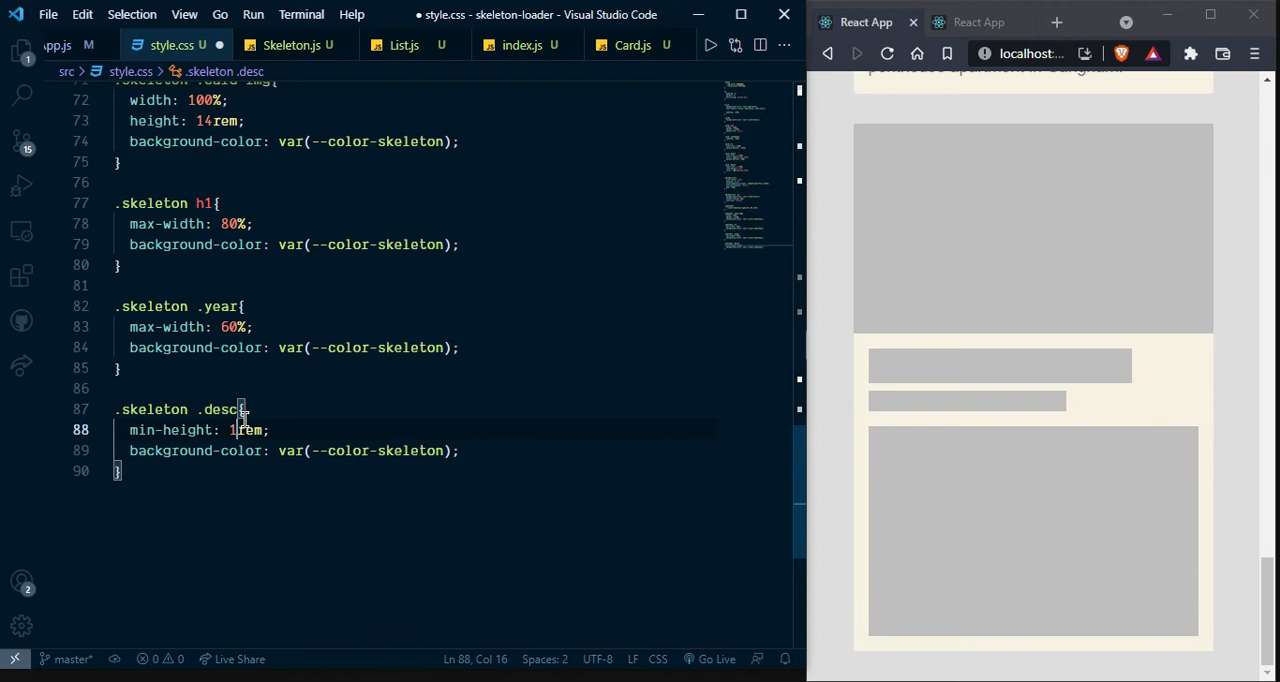 File Edit Selection View Go Run Terminal Help
● style.css - skeleton-loader - Visual Studio Code
App.js M
style.css U ●
Skeleton.js U
List.js U
index.js U
Card.js U
src > style.css > .skeleton .desc
72 width: 100%;
73 height: 14rem;
74 background-color: var(--color-skeleton);
75 }
76
77 .skeleton h1{
78 max-width: 80%;
79 background-color: var(--color-skeleton);
80 }
81
82 .skeleton .year{
83 max-width: 60%;
84 background-color: var(--color-skeleton);
85 }
86
87 .skeleton .desc{
88 min-height: 1rem;
89 background-color: var(--color-skeleton);
90 }
1
15
2
master* 0 0 Live Share
Ln 88, Col 16 Spaces: 2 UTF-8 LF CSS Go Live
React App
React App
localhost:...